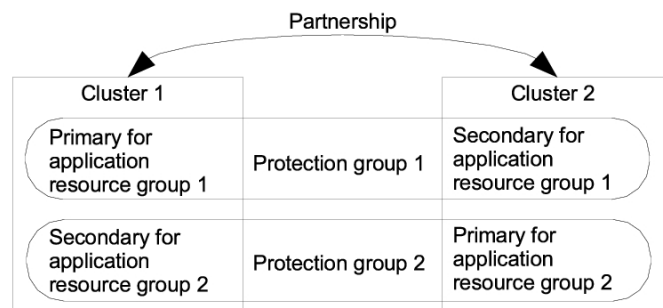 Partnership
Cluster 1
Cluster 2
Primary for
application
resource group 1
Protection group 1
Secondary for
application
resource group 1
Secondary for
application
resource group 2
Protection group 2
Primary for
application
resource group 2